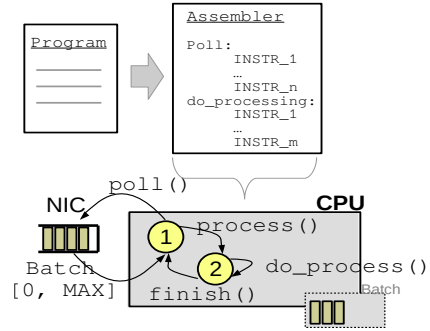 Program
Assembler
Poll:
INSTR_1
…
INSTR_n
do_processing:
INSTR_1
…
INSTR_m
poll()
NIC
CPU
process()
1
2
do_process()
Batch
[0, MAX]
finish()
Batch